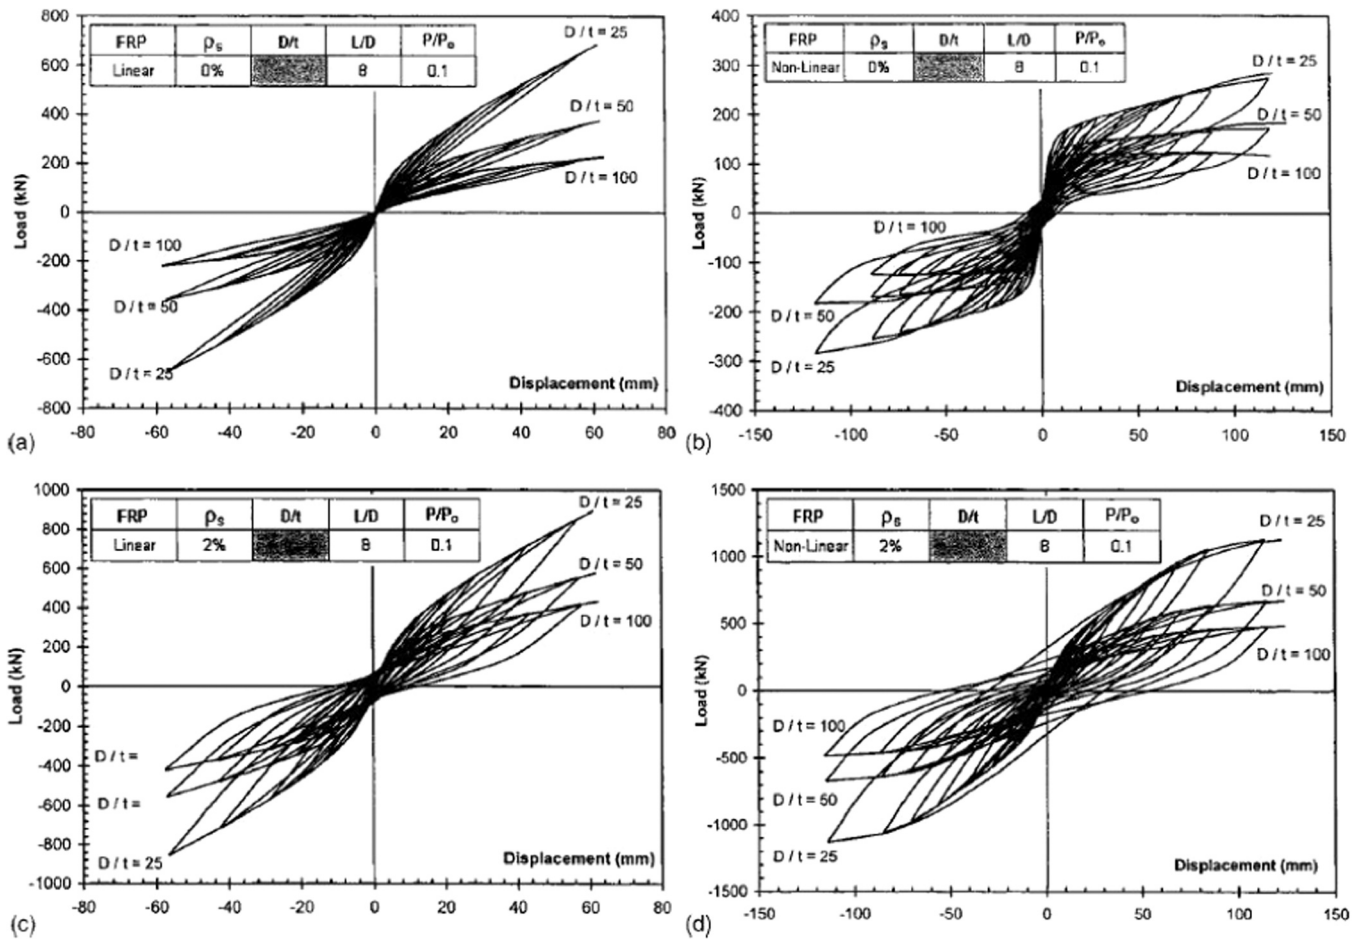 800
600
400
200
0
-200
-400
-600
-800
Load (kN)
FRP ρs D/t L/D P/Po
Linear 0% 8 0.1
D / t = 25
D / t = 50
D / t = 100
D / t = 100
D / t = 50
D / t = 25
Displacement (mm)
-80 -60 -40 -20 0 20 40 60 80
(a)
400
300
200
100
0
-100
-200
-300
-400
Load (kN)
FRP ρs D/t L/D P/Po
Non-Linear 0% 8 0.1
D / t = 25
D / t = 50
D / t = 100
D / t = 100
D / t = 50
D / t = 25
Displacement (mm)
-150 -100 -50 0 50 100 150
(b)
1000
800
600
400
200
0
-200
-400
-600
-800
-1000
Load (kN)
FRP ρs D/t L/D P/Po
Linear 2% 8 0.1
D / t = 25
D / t = 50
D / t = 100
D / t =
D / t =
D / t = 25
Displacement (mm)
-80 -60 -40 -20 0 20 40 60 80
(c)
1500
1000
500
0
-500
-1000
-1500
Load (kN)
FRP ρs D/t L/D P/Po
Non-Linear 2% 8 0.1
D / t = 25
D / t = 50
D / t = 100
D / t = 100
D / t = 50
D / t = 25
Displacement (mm)
-150 -100 -50 0 50 100 150
(d)